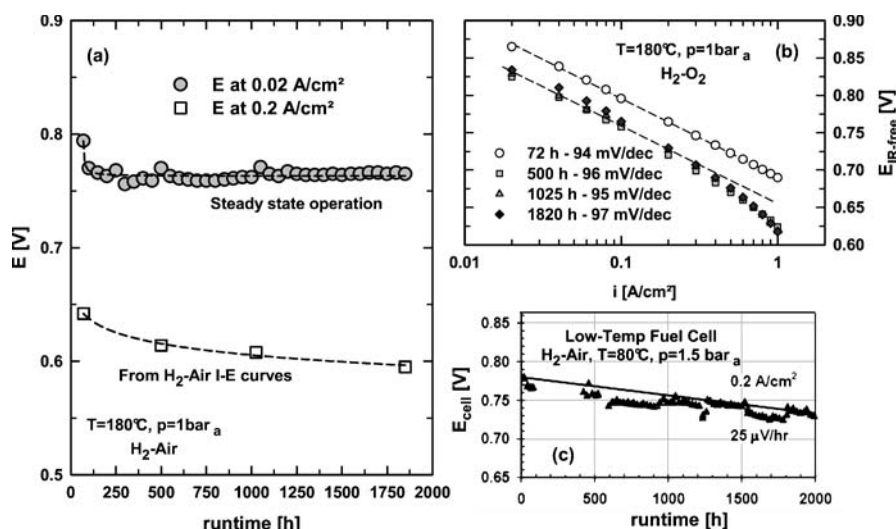 (a)
E at 0.02 A/cm²
E at 0.2 A/cm²
Steady state operation
From H₂-Air I-E curves
T=180°C, p=1barₐ
H₂-Air
E [V]
0.9
0.8
0.7
0.6
0.5
0 250 500 750 1000 1250 1500 1750 2000
runtime [h]
T=180°C, p=1barₐ
(b)
H₂-O₂
72 h - 94 mV/dec
500 h - 96 mV/dec
1025 h - 95 mV/dec
1820 h - 97 mV/dec
0.90
0.85
0.80
0.75
0.70
0.65
0.60
E_IR-free [V]
0.01 0.1 1
i [A/cm²]
Low-Temp Fuel Cell
H₂-Air, T=80°C, p=1.5 barₐ
0.2 A/cm²
25 µV/hr
(c)
E_cell [V]
0.85
0.80
0.75
0.70
0.65
0 500 1000 1500 2000
runtime [h]